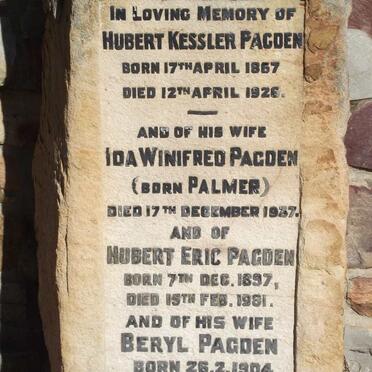 IN LOVING MEMORY OF
HUBERT KESSLER PAGDEN
BORN 17TH APRIL 1867
DIED 12TH APRIL 1926.
AND OF HIS WIFE
IDA WINIFRED PAGDEN
(BORN PALMER)
DIED 17TH DECEMBER 1937.
AND OF
HUBERT ERIC PAGDEN
BORN 7TH DEC. 1897,
DIED 15TH FEB. 1981.
AND OF HIS WIFE
BERYL PAGDEN
BORN 26.2.1904